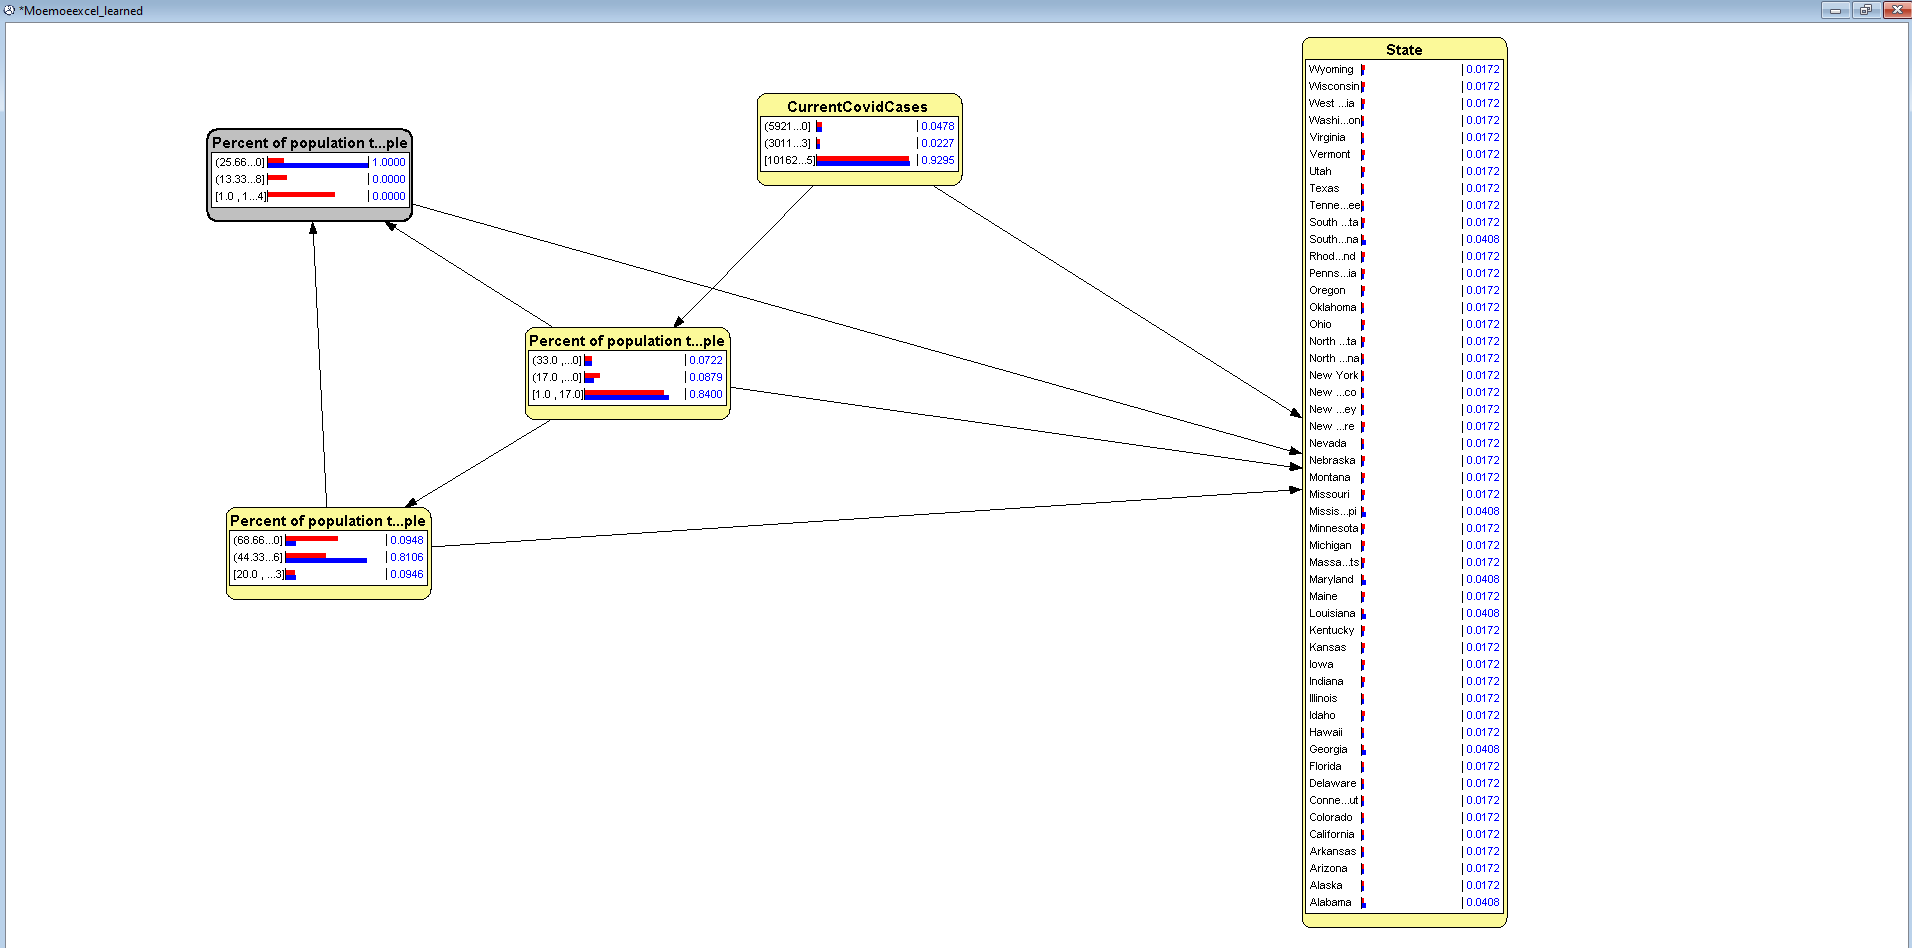 *Moemoeexcel_learned
State
Wyoming 0.0172
Wisconsin 0.0172
West ...ia 0.0172
Washi...on 0.0172
Virginia 0.0172
Vermont 0.0172
Utah 0.0172
Texas 0.0172
Tenne...ee 0.0172
South ...ta 0.0172
South...na 0.0408
Rhod...nd 0.0172
Penns...ia 0.0172
Oregon 0.0172
Oklahoma 0.0172
Ohio 0.0172
North ...ta 0.0172
North ...na 0.0172
New York 0.0172
New ...co 0.0172
New ...ey 0.0172
New ...re 0.0172
Nevada 0.0172
Nebraska 0.0172
Montana 0.0172
Missouri 0.0172
Missis...pi 0.0408
Minnesota 0.0172
Michigan 0.0172
Massa...ts 0.0172
Maryland 0.0408
Maine 0.0172
Louisiana 0.0408
Kentucky 0.0172
Kansas 0.0172
Iowa 0.0172
Indiana 0.0172
Illinois 0.0172
Idaho 0.0172
Hawaii 0.0172
Georgia 0.0408
Florida 0.0172
Delaware 0.0172
Conne...ut 0.0172
Colorado 0.0172
California 0.0172
Arkansas 0.0172
Arizona 0.0172
Alaska 0.0172
Alabama 0.0408
CurrentCovidCases
(5921...0] 0.0478
(3011...3] 0.0227
[10162...5] 0.9295
Percent of population t...ple
(25.66...0] 1.0000
(13.33...8] 0.0000
[1.0 , 1...4] 0.0000
Percent of population t...ple
(33.0 ,...0] 0.0722
(17.0 ,...0] 0.0879
[1.0 , 17.0] 0.8400
Percent of population t...ple
(68.66...0] 0.0948
(44.33...6] 0.8106
[20.0 , ...3] 0.0946